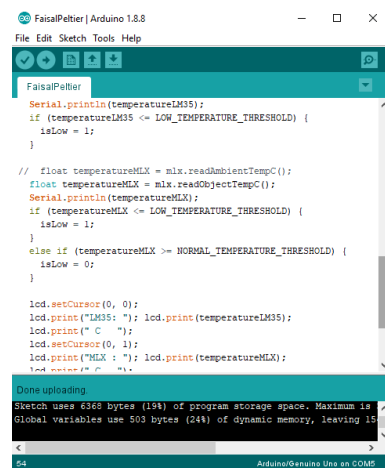 FaisalPeltier | Arduino 1.8.8
File Edit Sketch Tools Help
FaisalPeltier
Serial.println(temperatureLM35);
if (temperatureLM35 <= LOW_TEMPERATURE_THRESHOLD) {
isLow = 1;
}
// float temperatureMLX = mlx.readAmbientTempC();
float temperatureMLX = mlx.readObjectTempC();
Serial.println(temperatureMLX);
if (temperatureMLX <= LOW_TEMPERATURE_THRESHOLD) {
isLow = 1;
}
else if (temperatureMLX >= NORMAL_TEMPERATURE_THRESHOLD) {
isLow = 0;
}
lcd.setCursor(0, 0);
lcd.print("LM35: "); lcd.print(temperatureLM35);
lcd.print(" C   ");
lcd.setCursor(0, 1);
lcd.print("MLX : "); lcd.print(temperatureMLX);
lcd.print(" C   ");
Done uploading.
Sketch uses 6368 bytes (19%) of program storage space. Maximum is
Global variables use 503 bytes (24%) of dynamic memory, leaving 15
54 Arduino/Genuino Uno on COM5